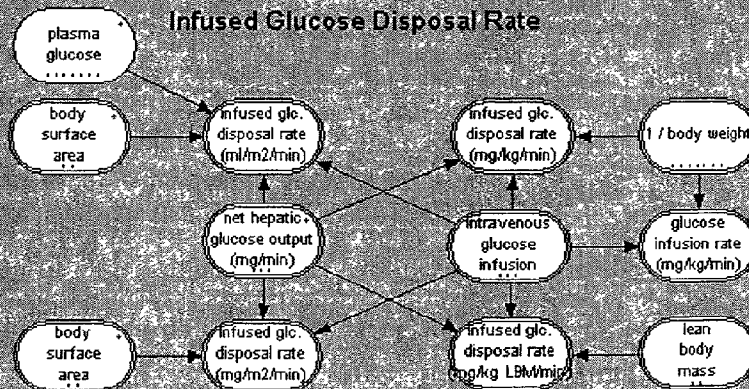 Infused Glucose Disposal Rate
plasma
glucose
body
surface
area
infused glc.
disposal rate
(ml/m2/min)
infused glc.
disposal rate
(mg/kg/min)
1 / body weight
net hepatic
glucose output
(mg/min)
intravenous
glucose
infusion
glucose
infusion rate
(mg/kg/min)
body
surface
area
infused glc.
disposal rate
(mg/m2/min)
infused glc.
disposal rate
(mg/kg LBM/min)
lean
body
mass